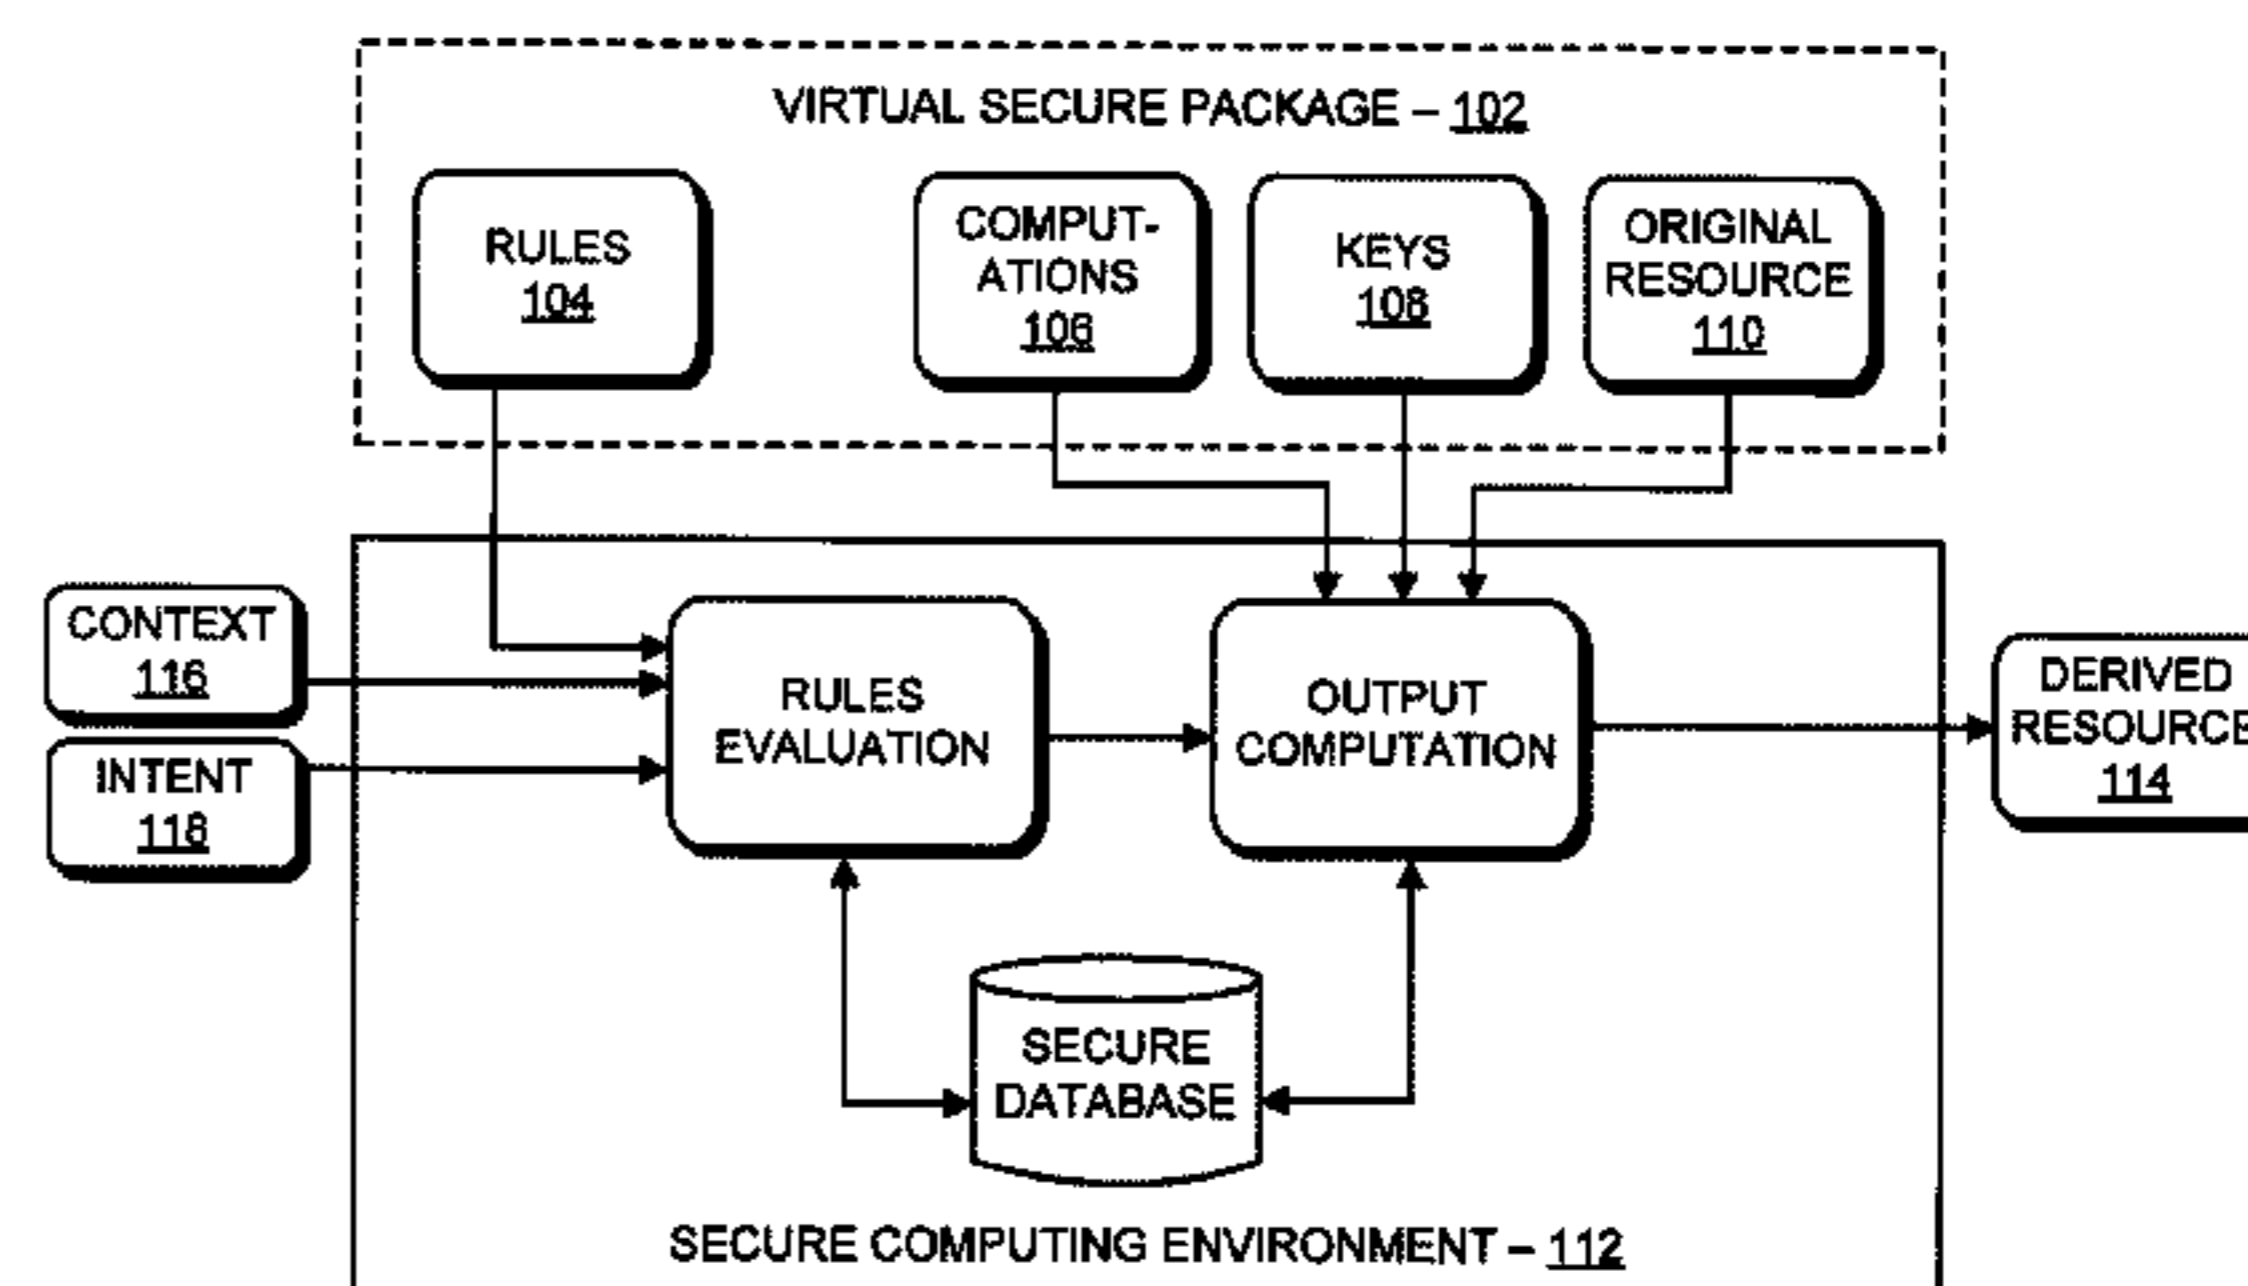 VIRTUAL SECURE PACKAGE – 102
RULES
104
COMPUT-
ATIONS
106
KEYS
108
ORIGINAL
RESOURCE
110
CONTEXT
116
INTENT
118
RULES
EVALUATION
OUTPUT
COMPUTATION
DERIVED
RESOURCE
114
SECURE
DATABASE
SECURE COMPUTING ENVIRONMENT – 112